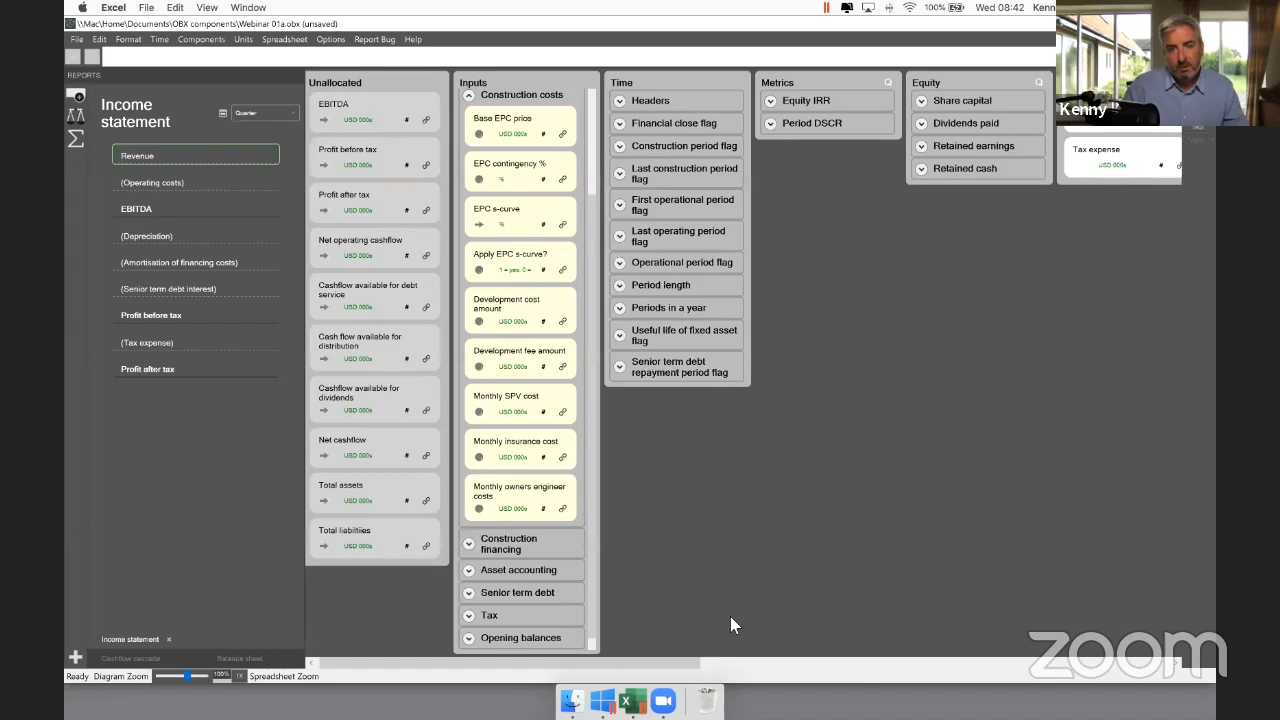 Excel File Edit View Window
100% Wed 08:42 Kenn
\\Mac\Home\Documents\OBX components\Webinar 01a.obx (unsaved)
File Edit Format Time Components Units Spreadsheet Options Report Bug Help
REPORTS
Income
statement
Quarter
Revenue
(Operating costs)
EBITDA
(Depreciation)
(Amortisation of financing costs)
(Senior term debt interest)
Profit before tax
(Tax expense)
Profit after tax
Income statement ×
Cashflow cascade Balance sheet
Unallocated
EBITDA
USD 000s #
Profit before tax
USD 000s #
Profit after tax
USD 000s #
Net operating cashflow
USD 000s #
Cashflow available for debt
service
USD 000s #
Cash flow available for
distribution
USD 000s #
Cashflow available for
dividends
USD 000s #
Net cashflow
USD 000s #
Total assets
USD 000s #
Total liabiltiies
USD 000s #
Inputs
Construction costs
Base EPC price
USD 000s #
EPC contingency %
% #
EPC s-curve
% #
Apply EPC s-curve?
1 = yes, 0 = #
Development cost
amount
USD 000s #
Development fee amount
USD 000s #
Monthly SPV cost
USD 000s #
Monthly insurance cost
USD 000s #
Monthly owners engineer
costs
USD 000s #
Construction
financing
Asset accounting
Senior term debt
Tax
Opening balances
Time
Headers
Financial close flag
Construction period flag
Last construction period
flag
First operational period
flag
Last operating period
flag
Operational period flag
Period length
Periods in a year
Useful life of fixed asset
flag
Senior term debt
repayment period flag
Metrics
Equity IRR
Period DSCR
Equity
Share capital
Dividends paid
Retained earnings
Retained cash
Tax expense
USD 000s #
Kenny
Ready Diagram Zoom 100% 1X Spreadsheet Zoom
zoom